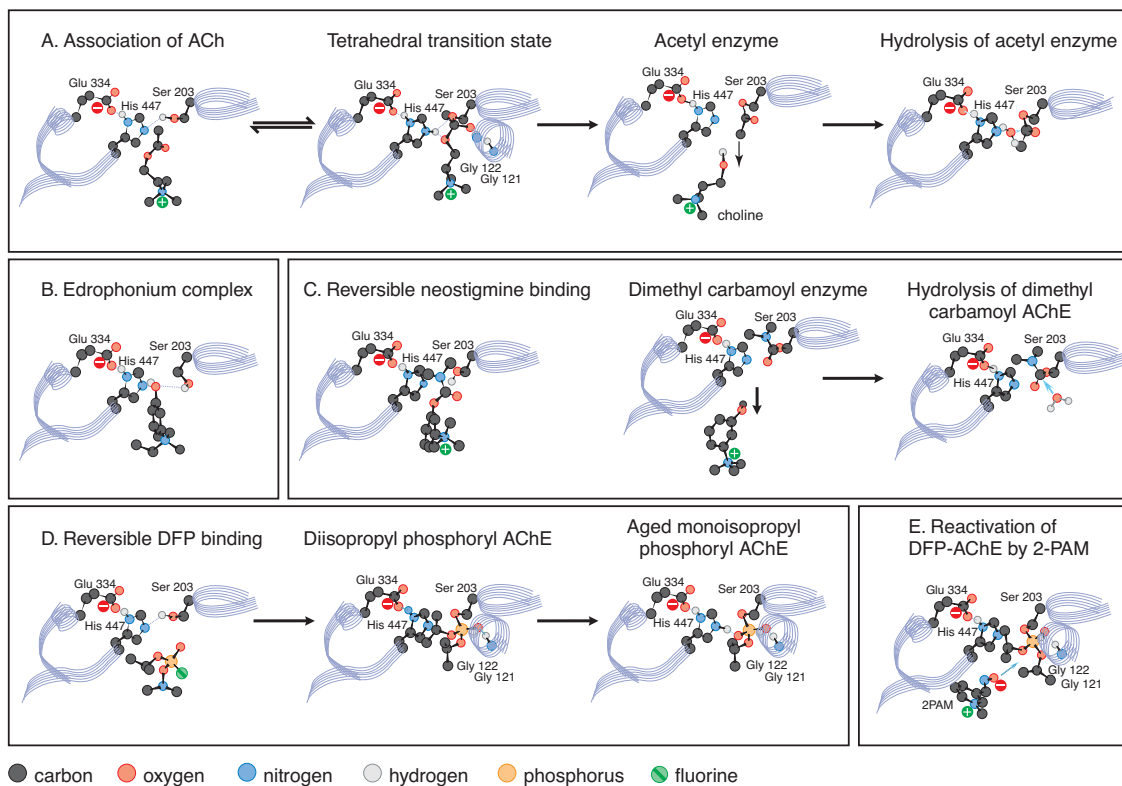 A. Association of ACh
Tetrahedral transition state
Acetyl enzyme
Hydrolysis of acetyl enzyme
Glu 334
Ser 203
His 447
Glu 334
Ser 203
His 447
Gly 122
Gly 121
Glu 334
Ser 203
His 447
choline
Glu 334
Ser 203
His 447
B. Edrophonium complex
Glu 334
Ser 203
His 447
C. Reversible neostigmine binding
Dimethyl carbamoyl enzyme
Hydrolysis of dimethyl
carbamoyl AChE
Glu 334
Ser 203
His 447
Glu 334
Ser 203
His 447
Glu 334
Ser 203
His 447
D. Reversible DFP binding
Diisopropyl phosphoryl AChE
Aged monoisopropyl
phosphoryl AChE
Glu 334
Ser 203
His 447
Glu 334
Ser 203
His 447
Gly 122
Gly 121
Glu 334
Ser 203
His 447
Gly 122
Gly 121
E. Reactivation of
DFP-AChE by 2-PAM
Glu 334
Ser 203
His 447
Gly 122
Gly 121
2PAM
carbon
oxygen
nitrogen
hydrogen
phosphorus
fluorine